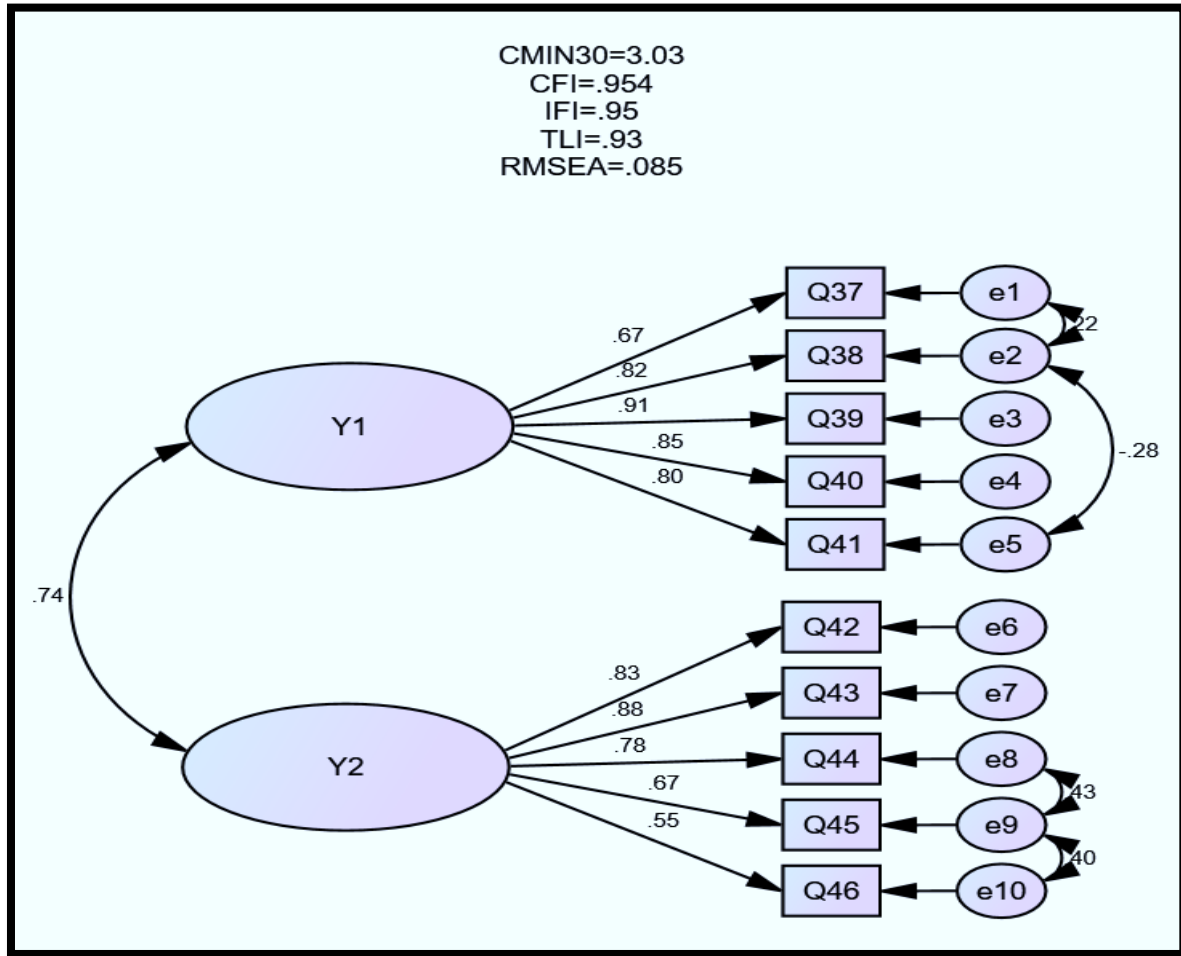 CMIN30=3.03
CFI=.954
IFI=.95
TLI=.93
RMSEA=.085
Q37
e1
.67
.22
.82
Q38
e2
.91
Y1
Q39
e3
.85
-.28
.80
Q40
e4
Q41
e5
.74
Q42
e6
.83
Q43
e7
.88
.78
Q44
e8
Y2
.67
.43
.55
Q45
e9
.40
Q46
e10